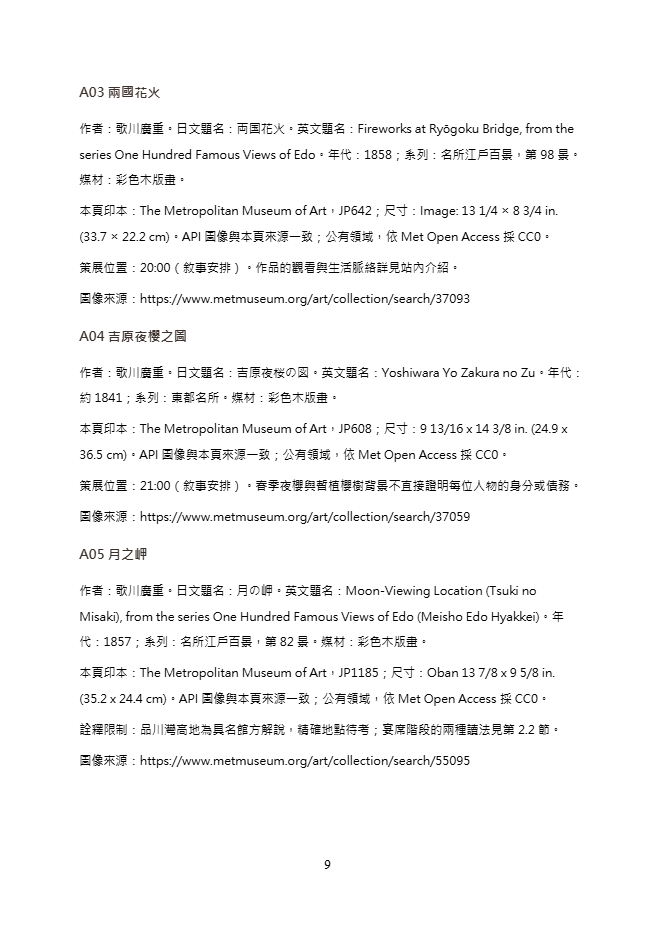 A03 兩國花火
作者：歌川廣重。日文題名：両国花火。英文題名：Fireworks at Ryōgoku Bridge, from the
series One Hundred Famous Views of Edo。年代：1858；系列：名所江戶百景，第 98 景。
媒材：彩色木版畫。
本頁印本：The Metropolitan Museum of Art，JP642；尺寸：Image: 13 1/4 × 8 3/4 in.
(33.7 × 22.2 cm)。API 圖像與本頁來源一致；公有領域，依 Met Open Access 採 CC0。
策展位置：20:00（敘事安排）。作品的觀看與生活脈絡詳見站內介紹。
圖像來源：https://www.metmuseum.org/art/collection/search/37093
A04 吉原夜櫻之圖
作者：歌川廣重。日文題名：吉原夜桜の図。英文題名：Yoshiwara Yo Zakura no Zu。年代：
約 1841；系列：東都名所。媒材：彩色木版畫。
本頁印本：The Metropolitan Museum of Art，JP608；尺寸：9 13/16 x 14 3/8 in. (24.9 x
36.5 cm)。API 圖像與本頁來源一致；公有領域，依 Met Open Access 採 CC0。
策展位置：21:00（敘事安排）。春季夜櫻與暫植櫻樹背景不直接證明每位人物的身分或債務。
圖像來源：https://www.metmuseum.org/art/collection/search/37059
A05 月之岬
作者：歌川廣重。日文題名：月の岬。英文題名：Moon-Viewing Location (Tsuki no
Misaki), from the series One Hundred Famous Views of Edo (Meisho Edo Hyakkei)。年
代：1857；系列：名所江戶百景，第 82 景。媒材：彩色木版畫。
本頁印本：The Metropolitan Museum of Art，JP1185；尺寸：Oban 13 7/8 x 9 5/8 in.
(35.2 x 24.4 cm)。API 圖像與本頁來源一致；公有領域，依 Met Open Access 採 CC0。
詮釋限制：品川灣高地為具名館方解說，精確地點待考；宴席階段的兩種讀法見第 2.2 節。
圖像來源：https://www.metmuseum.org/art/collection/search/55095
9